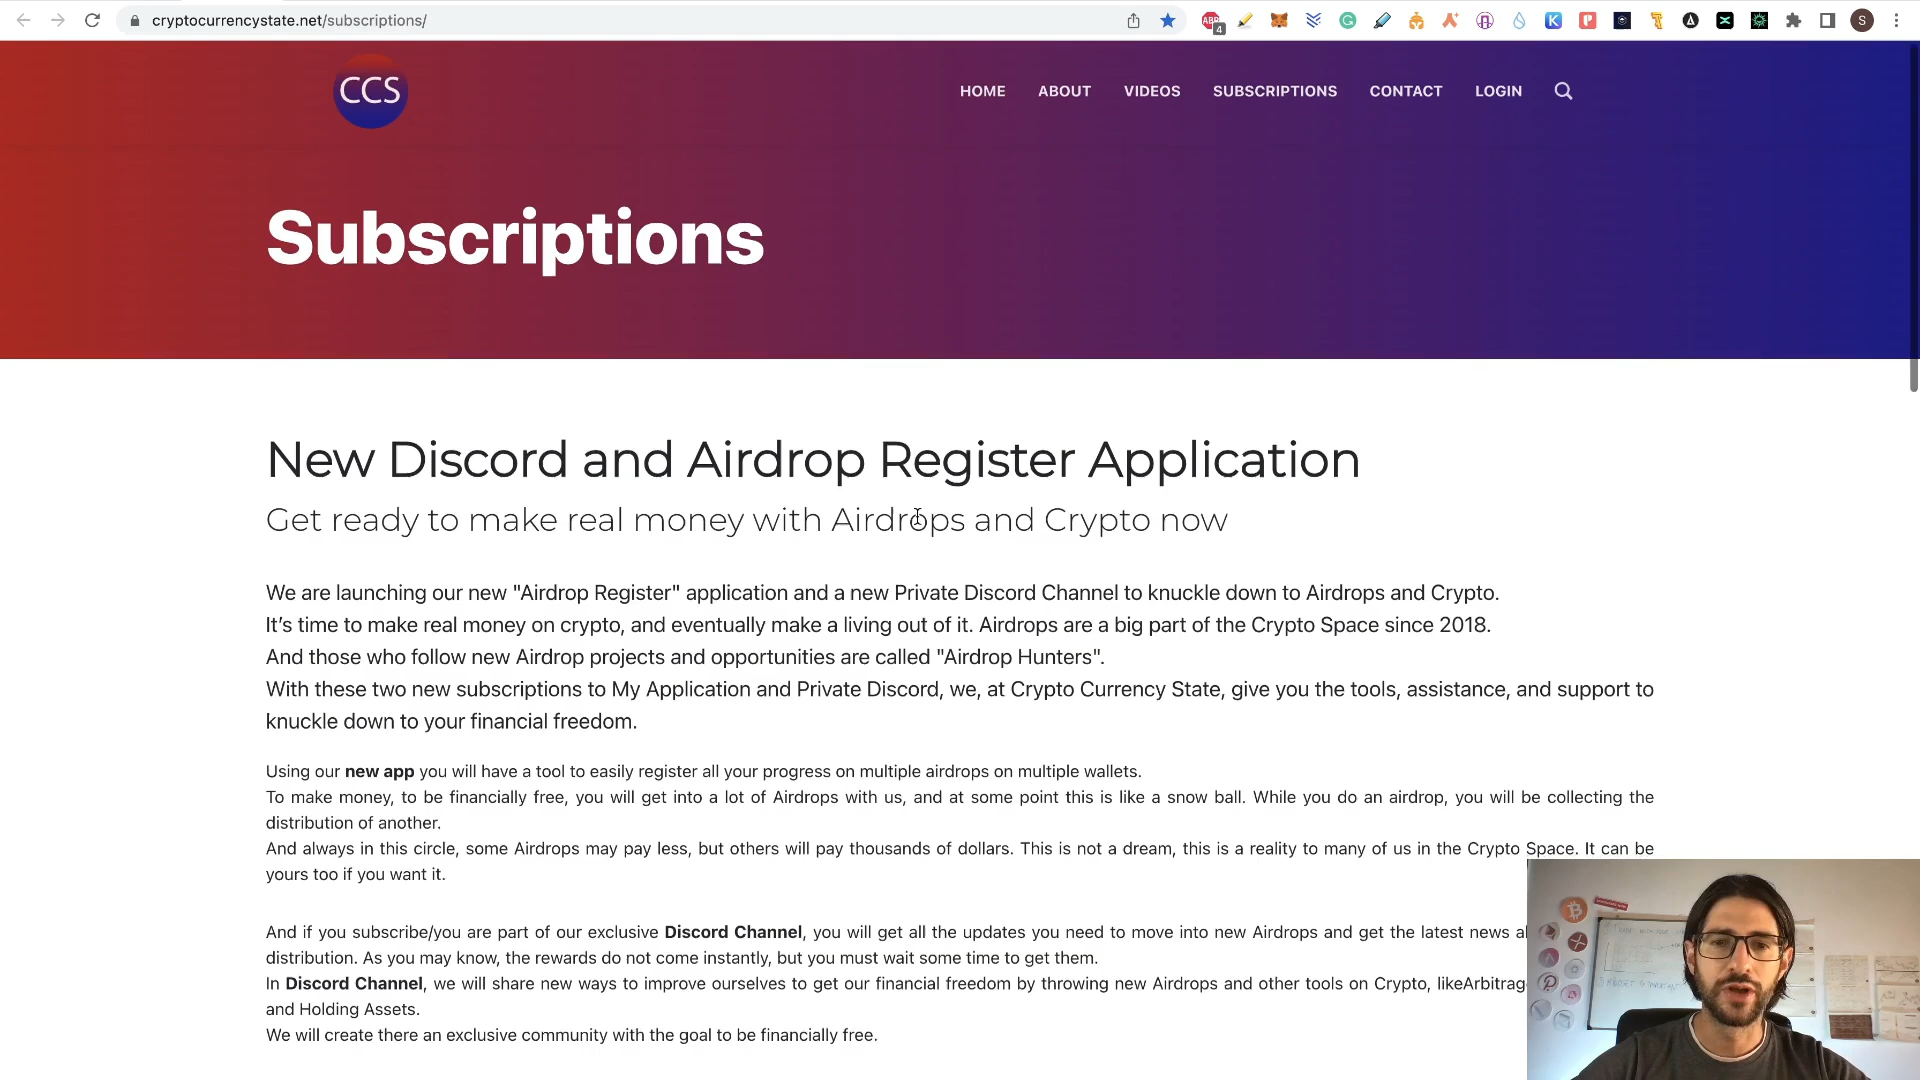 cryptocurrencystate.net/subscriptions/
ABP
4
S
CCS
HOME ABOUT VIDEOS SUBSCRIPTIONS CONTACT LOGIN
Subscriptions
New Discord and Airdrop Register Application
Get ready to make real money with Airdrops and Crypto now
We are launching our new "Airdrop Register" application and a new Private Discord Channel to knuckle down to Airdrops and Crypto.
It’s time to make real money on crypto, and eventually make a living out of it. Airdrops are a big part of the Crypto Space since 2018.
And those who follow new Airdrop projects and opportunities are called "Airdrop Hunters".
With these two new subscriptions to My Application and Private Discord, we, at Crypto Currency State, give you the tools, assistance, and support to
knuckle down to your financial freedom.
Using our new app you will have a tool to easily register all your progress on multiple airdrops on multiple wallets.
To make money, to be financially free, you will get into a lot of Airdrops with us, and at some point this is like a snow ball. While you do an airdrop, you will be collecting the
distribution of another.
And always in this circle, some Airdrops may pay less, but others will pay thousands of dollars. This is not a dream, this is a reality to many of us in the Crypto Space. It can be
yours too if you want it.
And if you subscribe/you are part of our exclusive Discord Channel, you will get all the updates you need to move into new Airdrops and get the latest news
distribution. As you may know, the rewards do not come instantly, but you must wait some time to get them.
In Discord Channel, we will share new ways to improve ourselves to get our financial freedom by throwing new Airdrops and other tools on Crypto, likeArbitrag
and Holding Assets.
We will create there an exclusive community with the goal to be financially free.